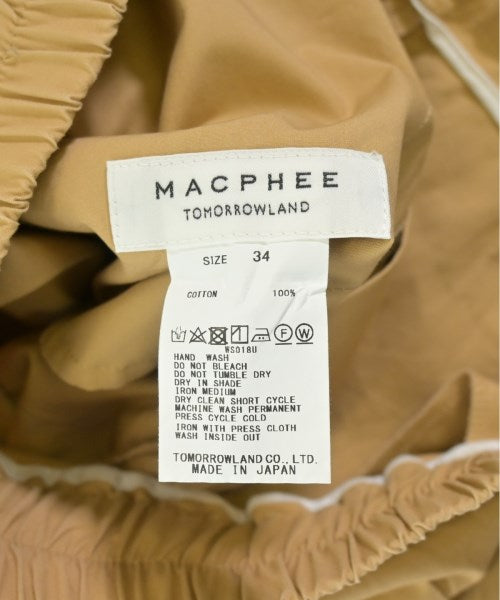 MACPHEE
TOMORROWLAND
SIZE 34
COTTON 100%
WS018U
HAND WASH
DO NOT BLEACH
DO NOT TUMBLE DRY
DRY IN SHADE
IRON MEDIUM
DRY CLEAN SHORT CYCLE
MACHINE WASH PERMANENT
PRESS CYCLE COLD
IRON WITH PRESS CLOTH
WASH INSIDE OUT
TOMORROWLAND CO., LTD.
MADE IN JAPAN